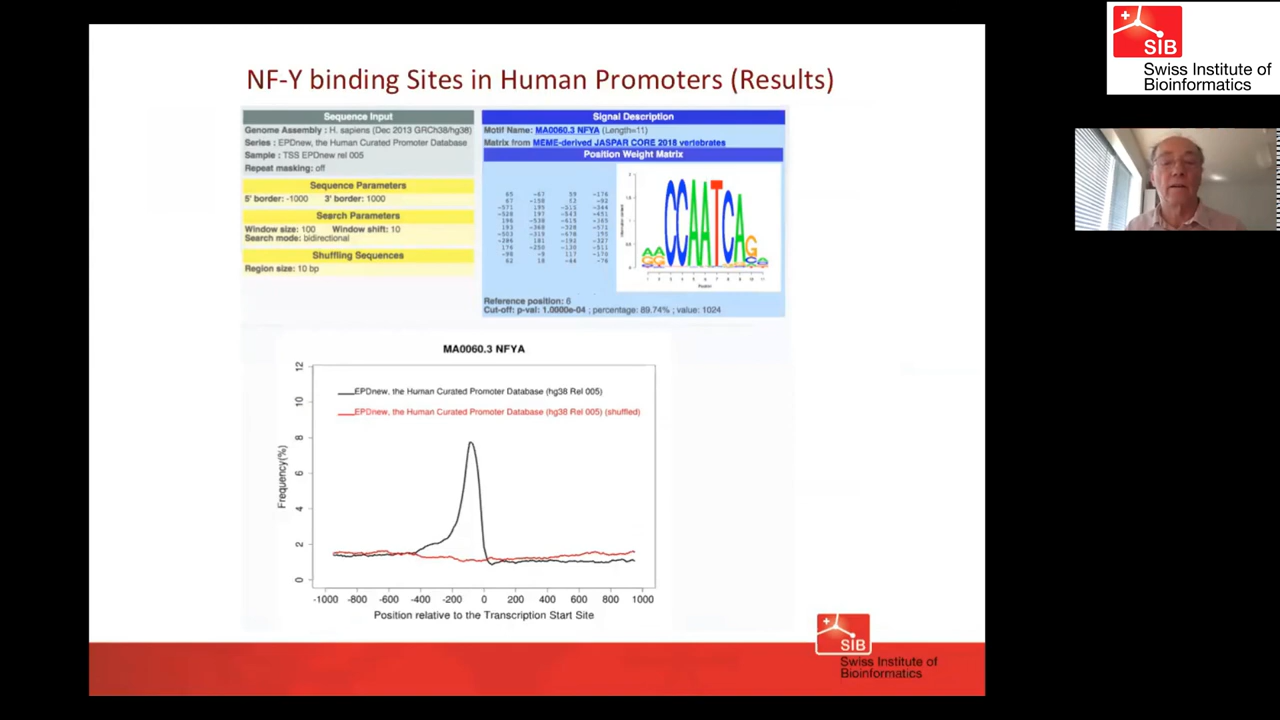 NF-Y binding Sites in Human Promoters (Results)
Sequence Input
Genome Assembly : H. sapiens (Dec 2013 GRCh38/hg38)
Series : EPDnew, the Human Curated Promoter Database
Sample : TSS EPDnew rel 005
Repeat masking: off
Sequence Parameters
5' border: -1000 3' border: 1000
Search Parameters
Window size: 100 Window shift: 10
Search mode: bidirectional
Shuffling Sequences
Region size: 10 bp
Signal Description
Motif Name: MA0060.3 NFYA (Length=11)
Matrix from MEME-derived JASPAR CORE 2018 vertebrates
Position Weight Matrix
CCAATCA
Reference position: 6
Cut-off: p-val: 1.0000e-04 ; percentage: 89.74% ; value: 1024
MA0060.3 NFYA
EPDnew, the Human Curated Promoter Database (hg38 Rel 005)
EPDnew, the Human Curated Promoter Database (hg38 Rel 005) (shuffled)
Frequency(%)
12
10
8
6
4
2
0
-1000 -800 -600 -400 -200 0 200 400 600 800 1000
Position relative to the Transcription Start Site
SIB
Swiss Institute of
Bioinformatics
SIB
Swiss Institute of
Bioinformatics